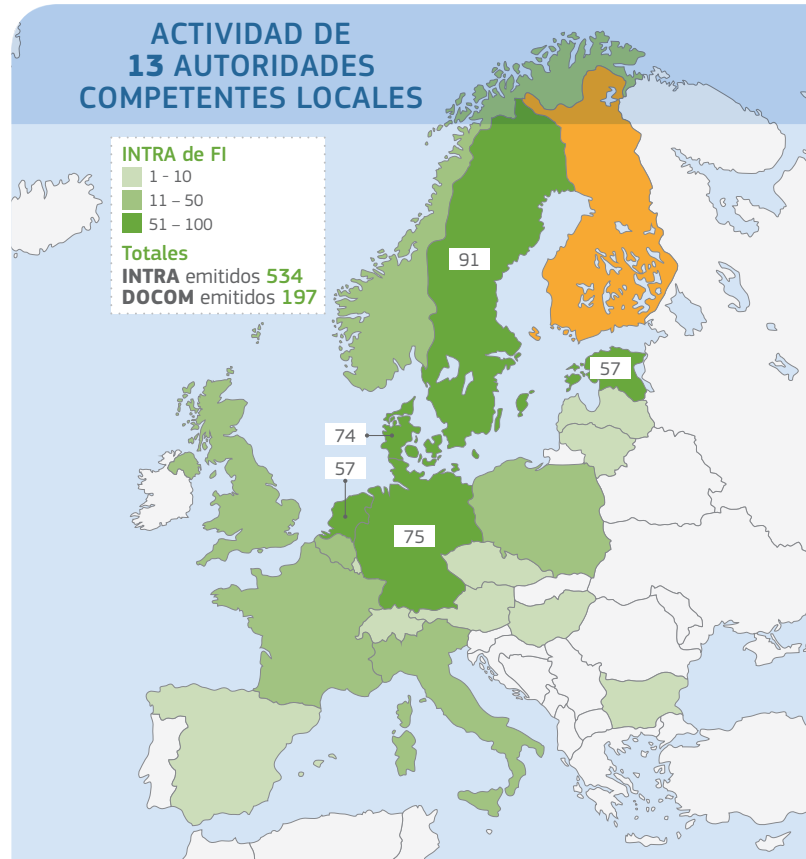 ACTIVIDAD DE
13 AUTORIDADES
COMPETENTES LOCALES
INTRA de FI
1 - 10
11 – 50
51 – 100
Totales
INTRA emitidos 534
DOCOM emitidos 197
91
57
74
57
75